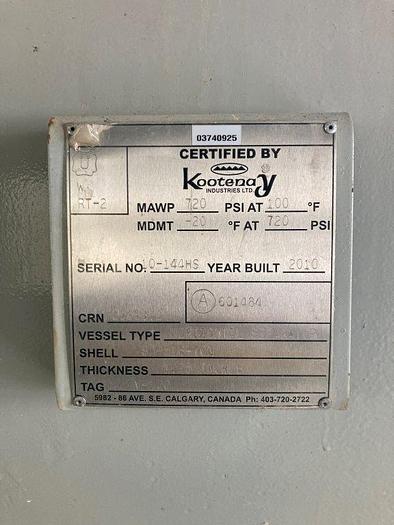 03740925
CERTIFIED BY
Kootenay
INDUSTRIES LTD.
RT-2
MAWP 720 PSI AT 100 °F
MDMT -20 °F AT 720 PSI
SERIAL NO. 10-144HS YEAR BUILT 2010
A 601484
CRN
VESSEL TYPE
SHELL
THICKNESS
TAG
5982 - 86 AVE. S.E. CALGARY, CANADA Ph: 403-720-2722